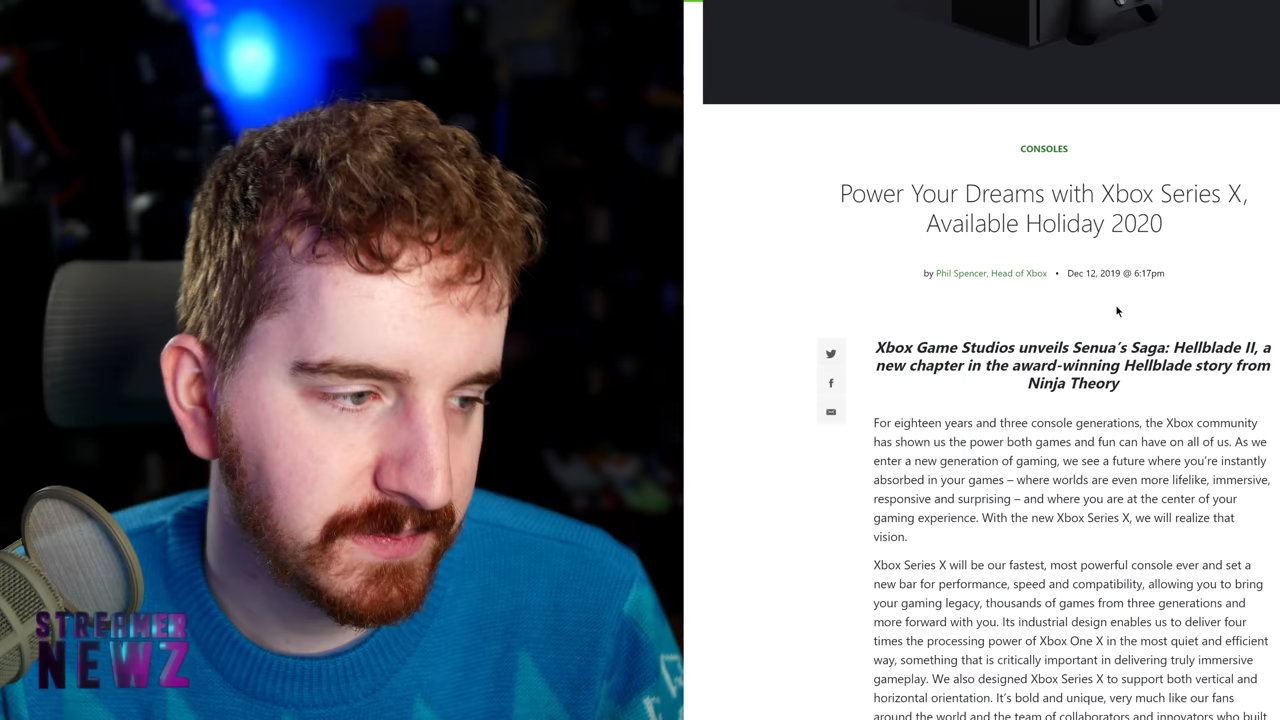 CONSOLES
Power Your Dreams with Xbox Series X,
Available Holiday 2020
by Phil Spencer, Head of Xbox • Dec 12, 2019 @ 6:17pm
Xbox Game Studios unveils Senua’s Saga: Hellblade II, a
new chapter in the award-winning Hellblade story from
Ninja Theory
For eighteen years and three console generations, the Xbox community
has shown us the power both games and fun can have on all of us. As we
enter a new generation of gaming, we see a future where you’re instantly
absorbed in your games – where worlds are even more lifelike, immersive,
responsive and surprising – and where you are at the center of your
gaming experience. With the new Xbox Series X, we will realize that
vision.
Xbox Series X will be our fastest, most powerful console ever and set a
new bar for performance, speed and compatibility, allowing you to bring
your gaming legacy, thousands of games from three generations and
more forward with you. Its industrial design enables us to deliver four
times the processing power of Xbox One X in the most quiet and efficient
way, something that is critically important in delivering truly immersive
gameplay. We also designed Xbox Series X to support both vertical and
horizontal orientation. It’s bold and unique, very much like our fans
around the world and the team of collaborators and innovators who built
STREAMER
NEWZ